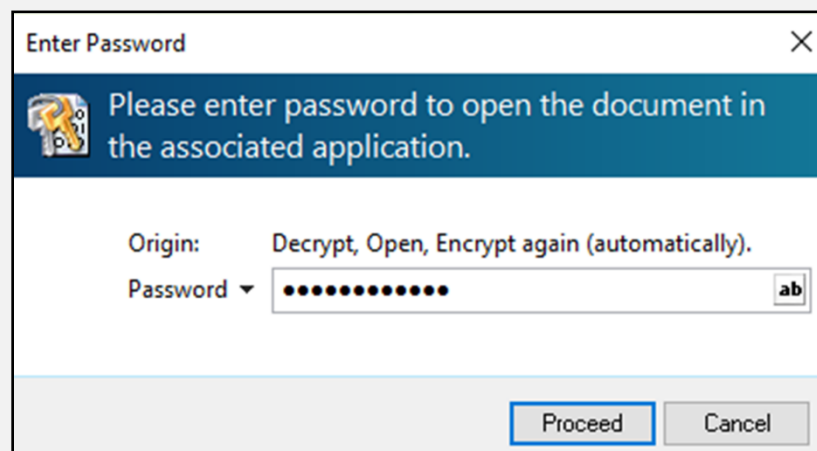 Enter Password
Please enter password to open the document in
the associated application.
Origin: Decrypt, Open, Encrypt again (automatically).
Password ●●●●●●●●●●●● ab
Proceed Cancel